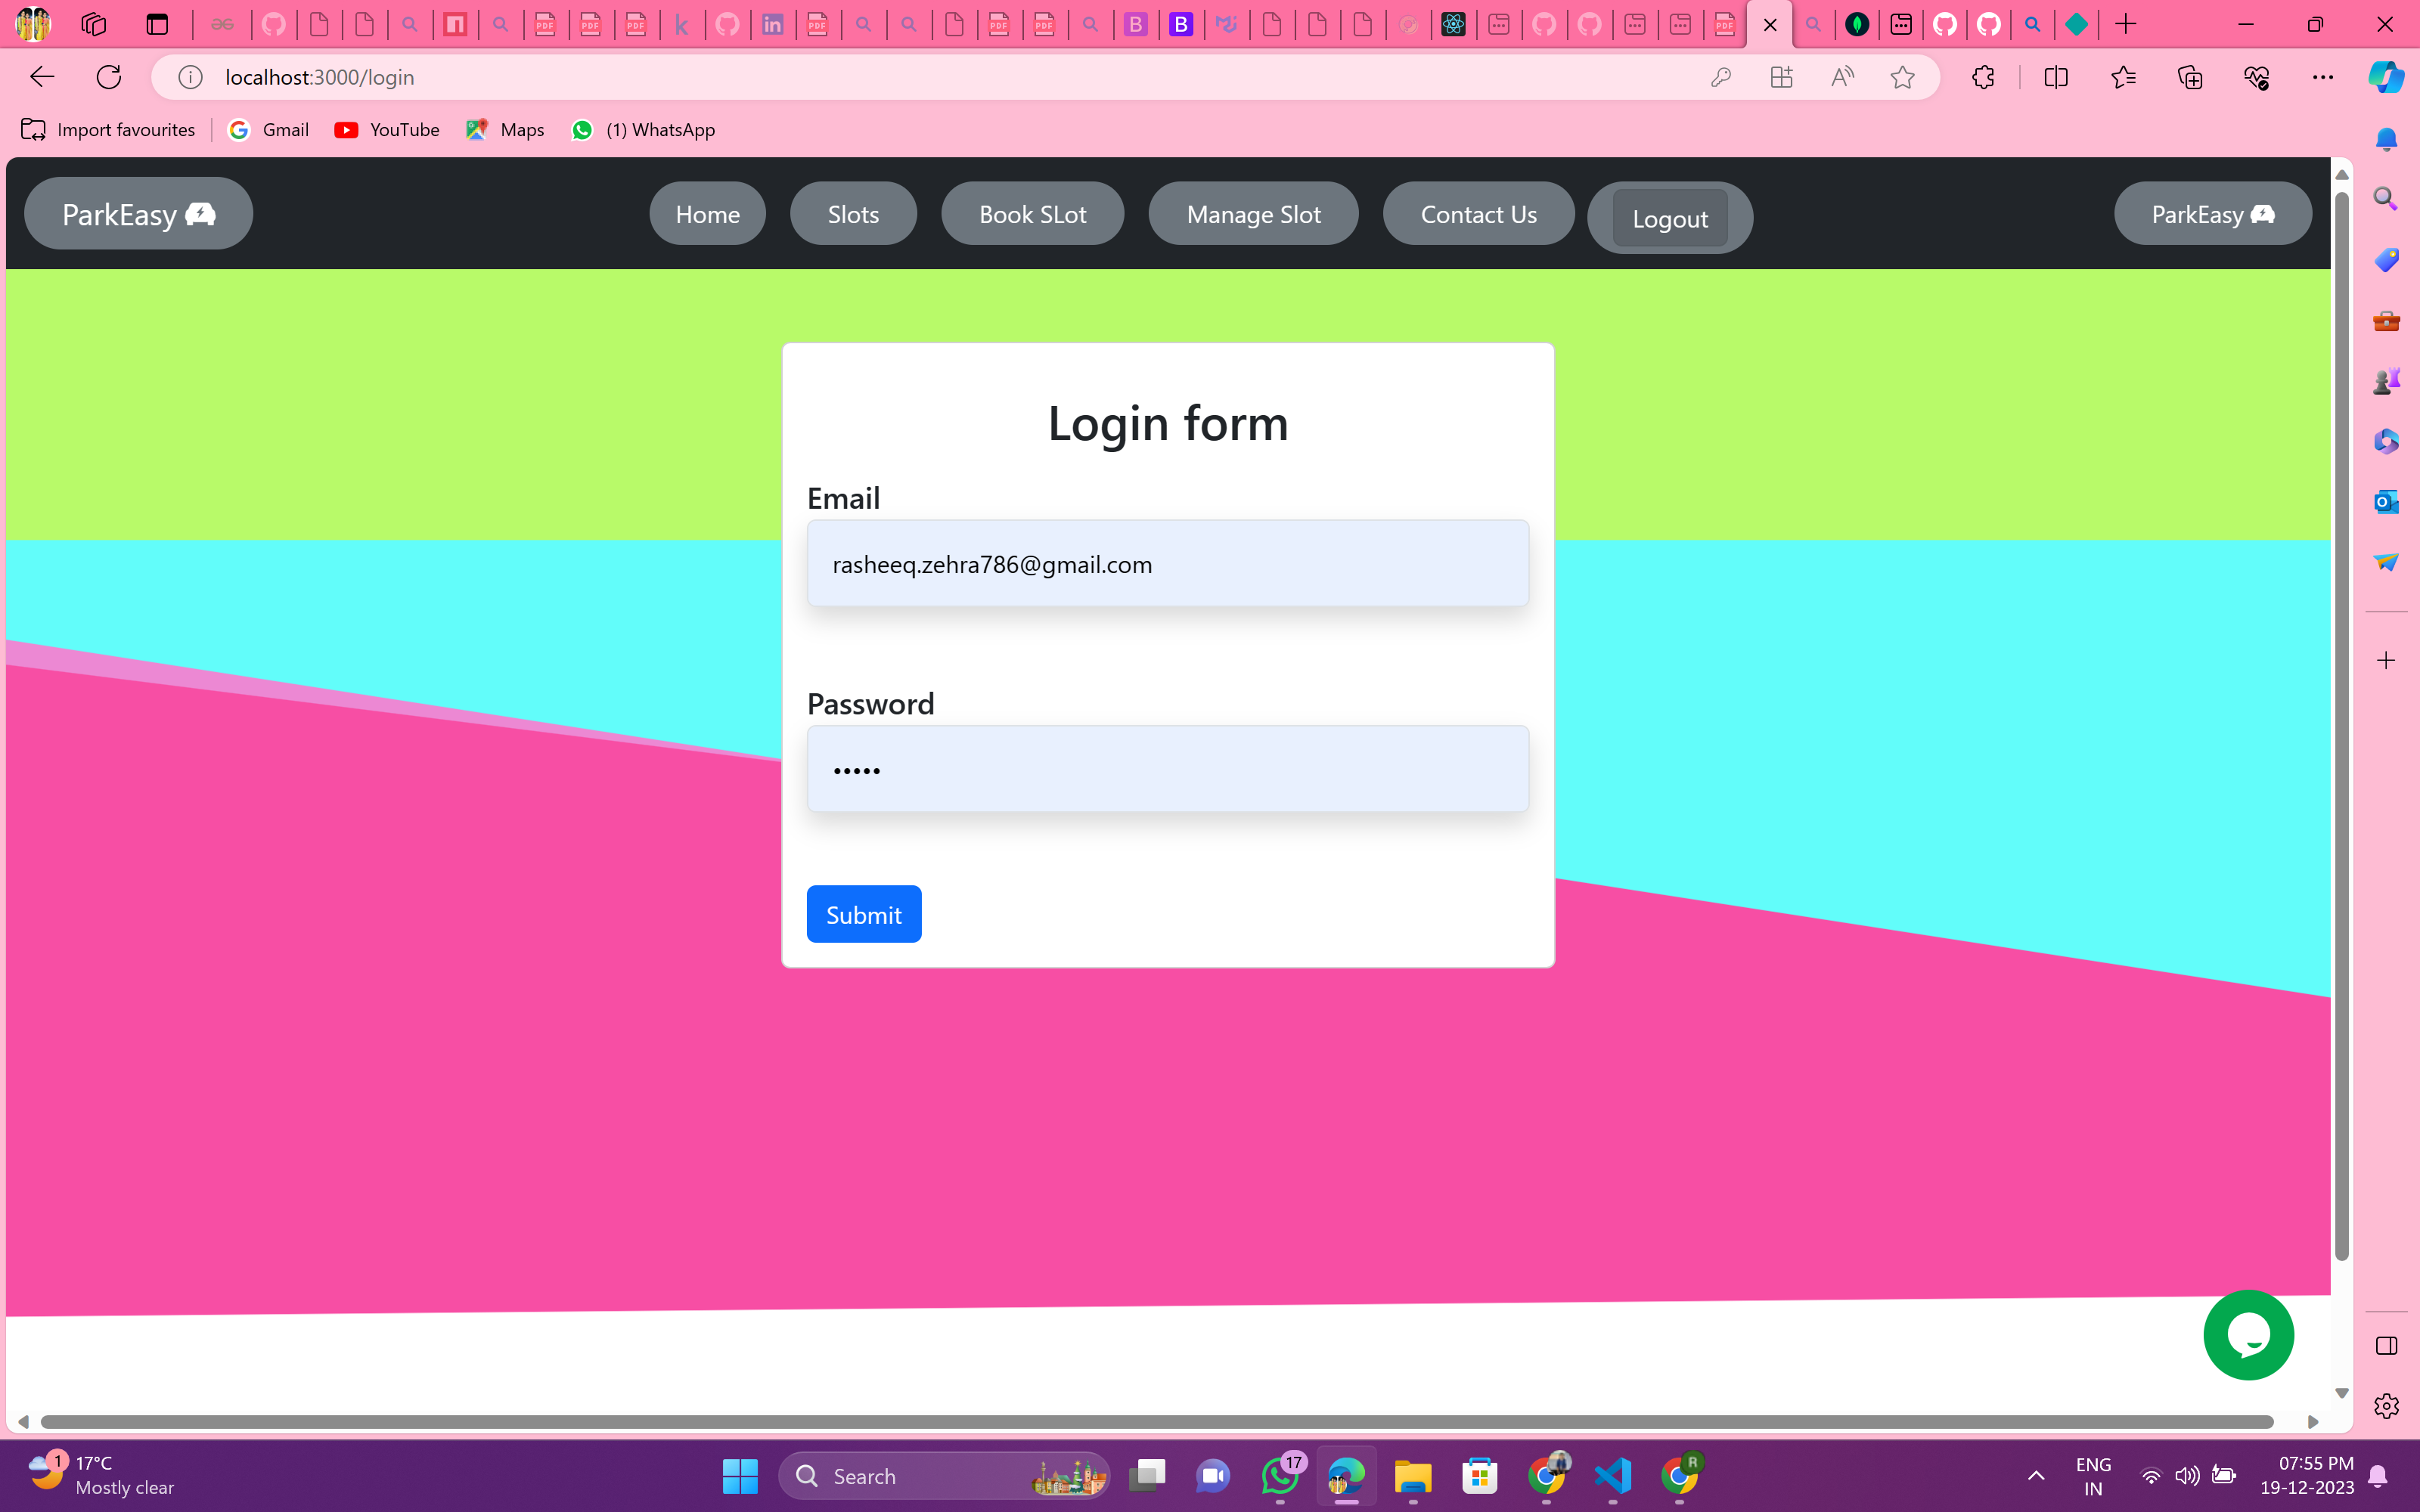 localhost:3000/login
Import favourites Gmail YouTube Maps (1) WhatsApp
ParkEasy Home Slots Book SLot Manage Slot Contact Us Logout ParkEasy
Login form
Email
rasheeq.zehra786@gmail.com
Password
•••••
Submit
1 17°C
Mostly clear
Search
17
R
ENG
IN
07:55 PM
19-12-2023